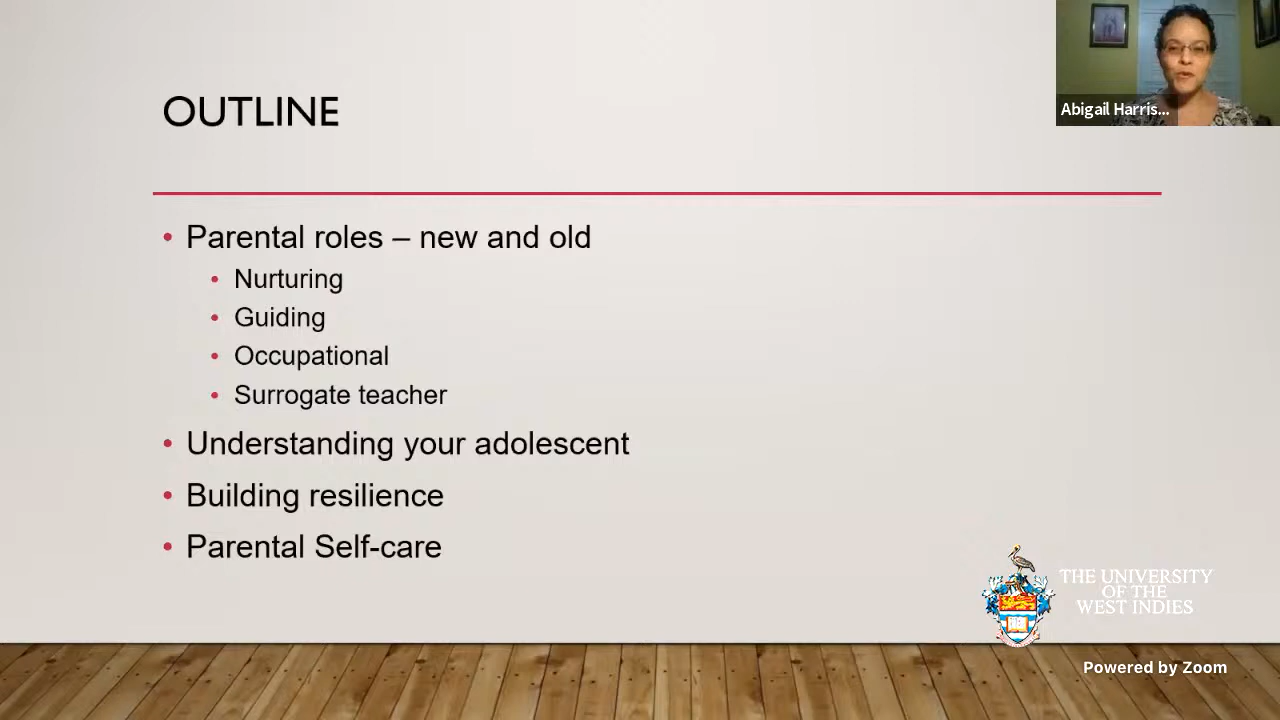 OUTLINE
Abigail Harris...
• Parental roles – new and old
• Nurturing
• Guiding
• Occupational
• Surrogate teacher
• Understanding your adolescent
• Building resilience
• Parental Self-care
THE UNIVERSITY
OF THE
WEST INDIES
Powered by Zoom